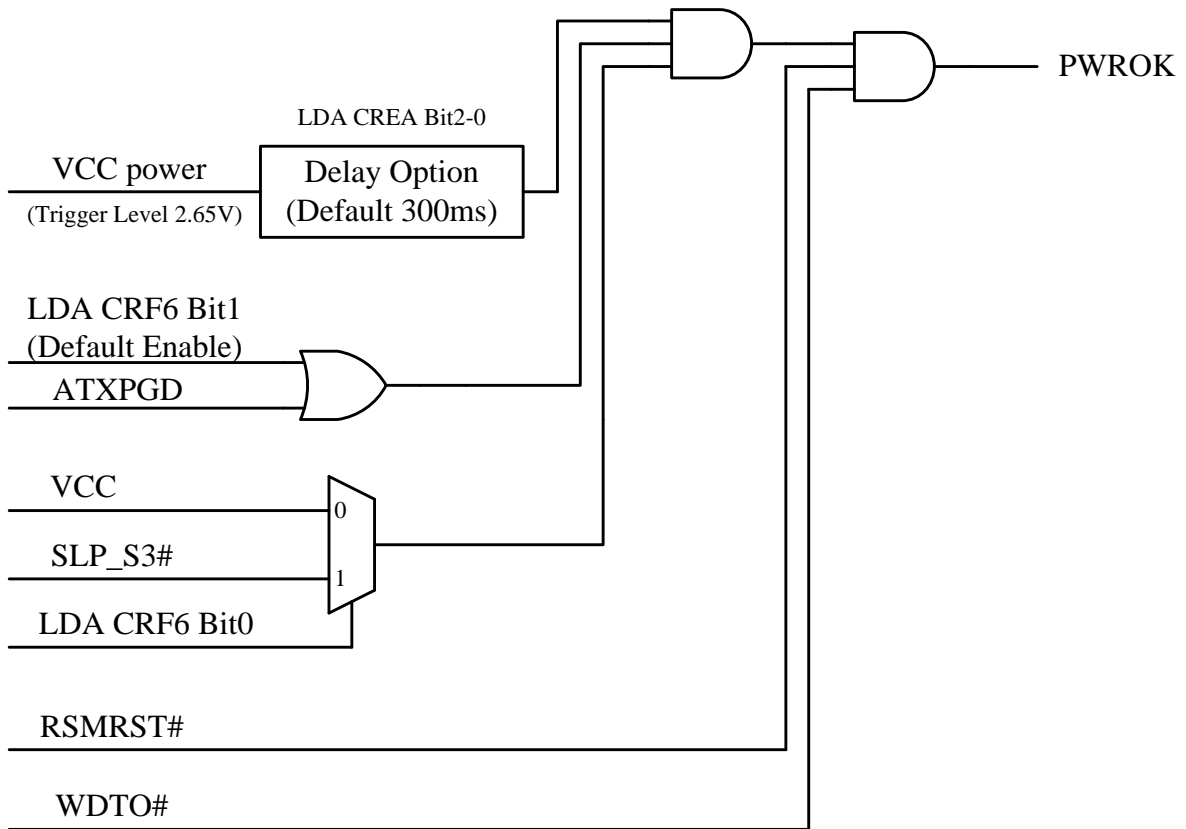 PWROK
LDA CREA Bit2-0
VCC power
(Trigger Level 2.65V)
Delay Option
(Default 300ms)
LDA CRF6 Bit1
(Default Enable)
ATXPGD
VCC
0
SLP_S3#
1
LDA CRF6 Bit0
RSMRST#
WDTO#